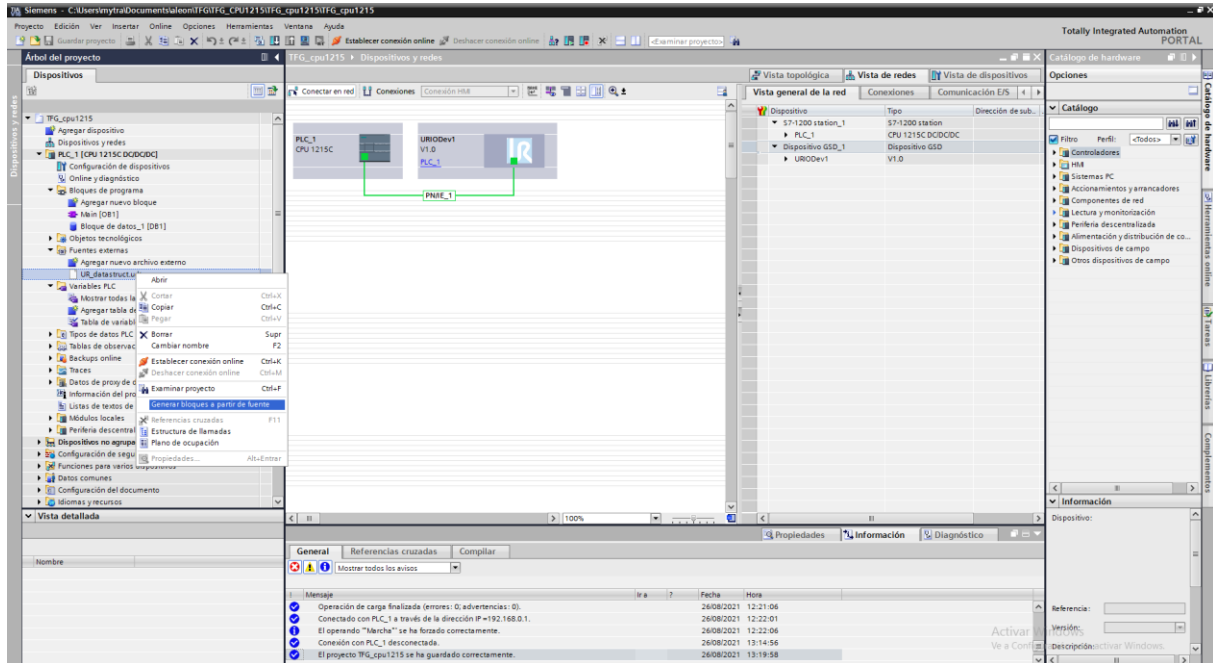 Siemens - C:\Users\mytra\Documents\aleon\TFG\TFG_CPU1215\TFG_cpu1215\TFG_cpu1215
Proyecto Edición Ver Insertar Online Opciones Herramientas Ventana Ayuda
Guardar proyecto Establecer conexión online Deshacer conexión online <Examinar proyecto>
Totally Integrated Automation
PORTAL
Árbol del proyecto
Dispositivos
Dispositivos y redes
TFG_cpu1215
Agregar dispositivo
Dispositivos y redes
PLC_1 [CPU 1215C DC/DC/DC]
Configuración de dispositivos
Online y diagnóstico
Bloques de programa
Agregar nuevo bloque
Main [OB1]
Bloque de datos_1 [DB1]
Objetos tecnológicos
Fuentes externas
Agregar nuevo archivo externo
UR_datastruct.u
Variables PLC
Mostrar todas la
Agregar tabla de
Tabla de variabl
Tipos de datos PLC
Tablas de observac
Backups online
Traces
Datos de proxy de d
Información del pro
Listas de textos de
Módulos locales
Periferia descentral
Dispositivos no agrupa
Configuración de segu
Funciones para varios dispositivos
Datos comunes
Configuración del documento
Idiomas y recursos
Abrir
Cortar Ctrl+X
Copiar Ctrl+C
Pegar Ctrl+V
Borrar Supr
Cambiar nombre F2
Establecer conexión online Ctrl+K
Deshacer conexión online Ctrl+M
Examinar proyecto Ctrl+F
Generar bloques a partir de fuente
Referencias cruzadas F11
Estructura de llamadas
Plano de ocupación
Propiedades... Alt+Entrar
Vista detallada
Nombre
TFG_cpu1215 Dispositivos y redes
Vista topológica Vista de redes Vista de dispositivos
Conectar en red Conexiones Conexión HMI
PLC_1
CPU 1215C
URIODev1
V1.0
PLC_1
UR
PN/IE_1
100%
Vista general de la red Conexiones Comunicación E/S
Dispositivo Tipo Dirección de sub..
S7-1200 station_1 S7-1200 station
PLC_1 CPU 1215C DC/DC/DC
Dispositivo GSD_1 Dispositivo GSD
URIODev1 V1.0
Propiedades Información Diagnóstico
General Referencias cruzadas Compilar
Mostrar todos los avisos
! Mensaje Ir a ? Fecha Hora
Operación de carga finalizada (errores: 0; advertencias: 0). 26/08/2021 12:21:06
Conectado con PLC_1 a través de la dirección IP =192.168.0.1. 26/08/2021 12:22:01
El operando "Marcha" se ha forzado correctamente. 26/08/2021 12:22:06
Conexión con PLC_1 desconectada. 26/08/2021 13:14:56
El proyecto TFG_cpu1215 se ha guardado correctamente. 26/08/2021 13:19:58
Catálogo de hardware
Opciones
Catálogo
Filtro Perfil: <Todos>
Controladores
HMI
Sistemas PC
Accionamientos y arrancadores
Componentes de red
Lectura y monitorización
Periferia descentralizada
Alimentación y distribución de co...
Dispositivos de campo
Otros dispositivos de campo
Información
Dispositivo:
Referencia:
Versión:
Descripción:
Activar Windows
Catálogo de hardware
Herramientas online
Tareas
Librerías
Complementos